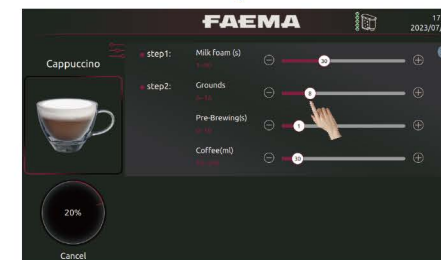 FAEMA
17
2023/07/
Cappuccino
step1:
Milk foam (s)
30
step2:
Grounds
8
Pre-Brewing(s)
1
Coffee(ml)
30
20%
Cancel